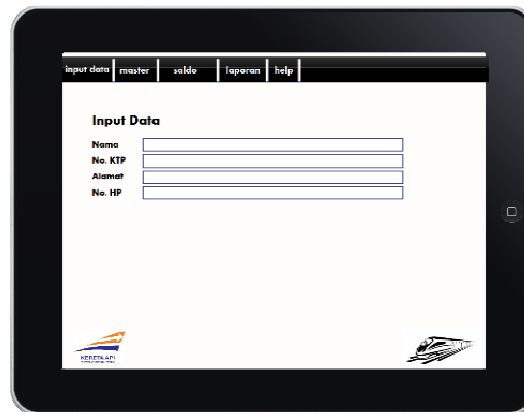 input data master saldo laporan help
Input Data
Nama
No. KTP
Alamat
No. HP
KERETA API